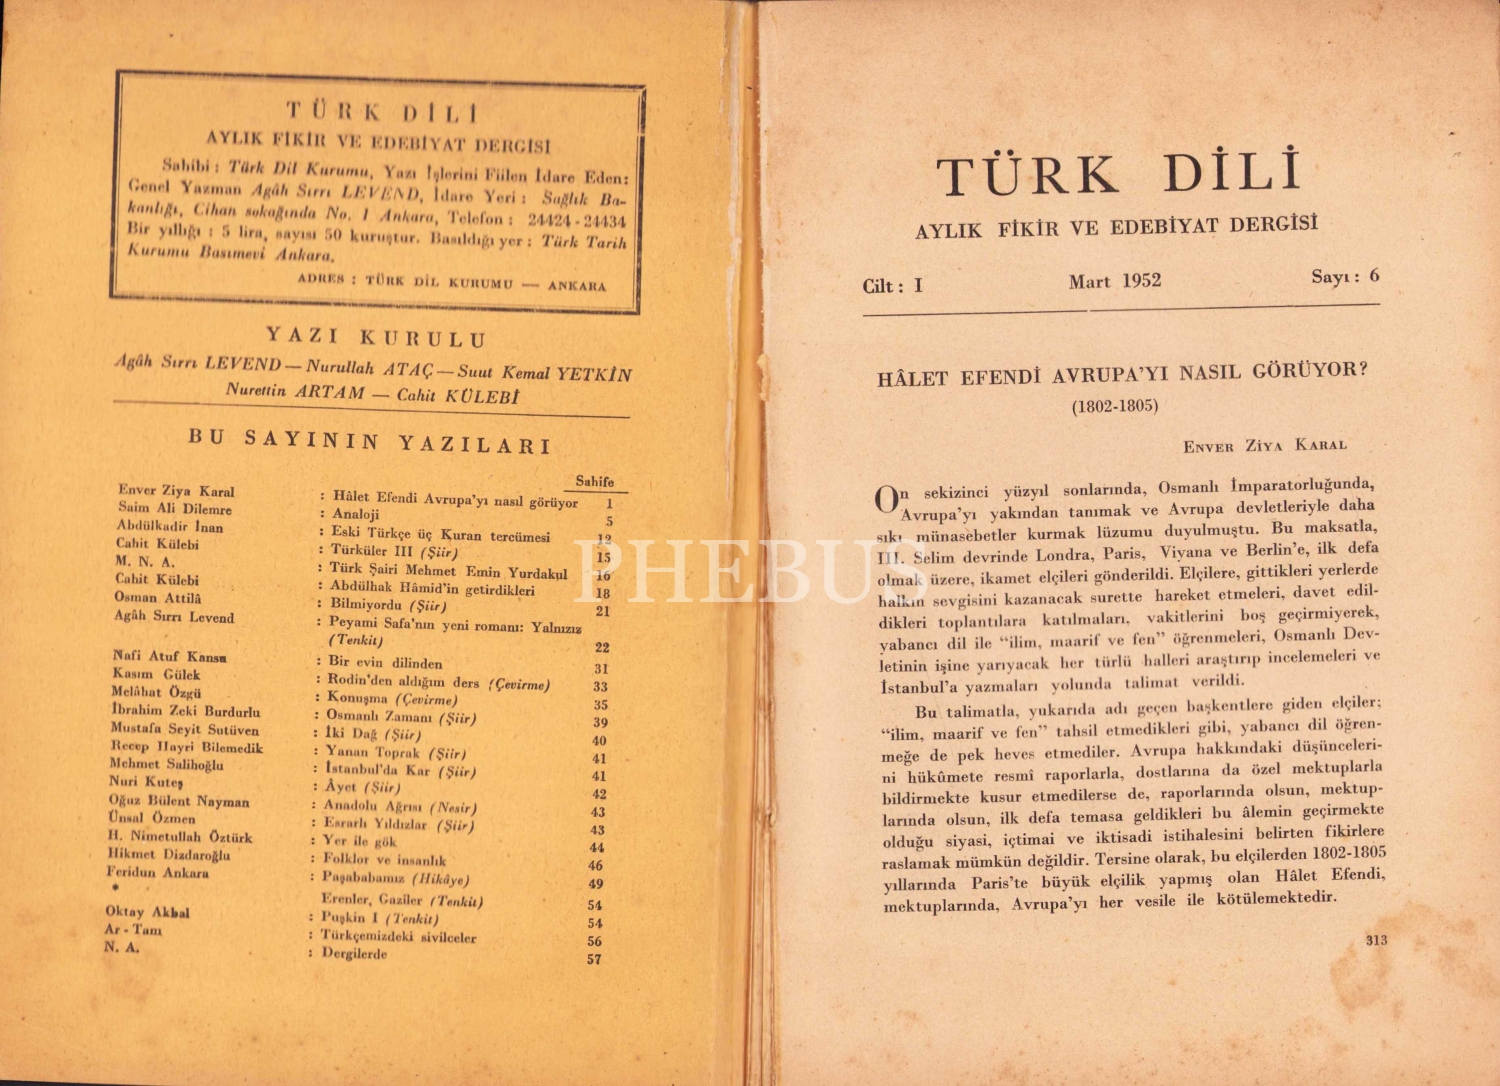 TÜRK DİLİ
AYLIK FİKİR VE EDEBİYAT DERGİSİ
Sahibi : Türk Dil Kurumu, Yazı İşlerini Fiilen İdare Eden:
Genel Yazman Agâh Sırrı LEVEND, İdare Yeri : Sağlık Ba-
kanlığı, Cihan sokağında No. 1 Ankara, Telefon : 24424 - 24434
Bir yıllığı : 5 lira, sayısı 50 kuruştur. Basıldığı yer : Türk Tarih
Kurumu Basımevi Ankara.
ADRES : TÜRK DİL KURUMU — ANKARA
YAZI KURULU
Agâh Sırrı LEVEND — Nurullah ATAÇ — Suut Kemal YETKİN
Nurettin ARTAM — Cahit KÜLEBİ
BU SAYININ YAZILARI
Sahife
Enver Ziya Karal : Hâlet Efendi Avrupa'yı nasıl görüyor 1
Saim Ali Dilemre : Analoji 5
Abdülkadir İnan : Eski Türkçe üç Kuran tercümesi 12
Cahit Külebi : Türküler III (Şiir) 15
M. N. A. : Türk Şairi Mehmet Emin Yurdakul 16
Cahit Külebi : Abdülhak Hâmid'in getirdikleri 18
Osman Attilâ : Bilmiyordu (Şiir) 21
Agâh Sırrı Levend : Peyami Safa'nın yeni romanı: Yalnızız
(Tenkit) 22
Nafi Atuf Kansu : Bir evin dilinden 31
Kasım Gülek : Rodin'den aldığım ders (Çevirme) 33
Melâhat Özgü : Konuşma (Çevirme) 35
İbrahim Zeki Burdurlu : Osmanlı Zamanı (Şiir) 39
Mustafa Seyit Sutüven : İki Dağ (Şiir) 40
Recep Hayri Bilemedik : Yanan Toprak (Şiir) 41
Mehmet Salihoğlu : İstanbul'da Kar (Şiir) 41
Nuri Kuteş : Âyet (Şiir) 42
Oğuz Bülent Nayman : Anadolu Ağrısı (Nesir) 43
Ünsal Özmen : Esrarlı Yıldızlar (Şiir) 43
H. Nimetullah Öztürk : Yer ile gök 44
Hikmet Dizdaroğlu : Folklor ve insanlık 46
Feridun Ankara : Paşababamız (Hikâye) 49
* Erenler, Gaziler (Tenkit) 54
Oktay Akbal : Puşkin I (Tenkit) 54
Ar - Tam : Türkçemizdeki sivilceler 56
N. A. : Dergilerde 57
TÜRK DİLİ
AYLIK FİKİR VE EDEBİYAT DERGİSİ
Cilt : I Mart 1952 Sayı : 6
HÂLET EFENDİ AVRUPA'YI NASIL GÖRÜYOR?
(1802-1805)
ENVER ZİYA KARAL
On sekizinci yüzyıl sonlarında, Osmanlı İmparatorluğunda,
Avrupa'yı yakından tanımak ve Avrupa devletleriyle daha
sıkı münasebetler kurmak lüzumu duyulmuştu. Bu maksatla,
III. Selim devrinde Londra, Paris, Viyana ve Berlin'e, ilk defa
olmak üzere, ikamet elçileri gönderildi. Elçilere, gittikleri yerlerde
halkın sevgisini kazanacak surette hareket etmeleri, davet edil-
dikleri toplantılara katılmaları, vakitlerini boş geçirmiyerek,
yabancı dil ile “ilim, maarif ve fen” öğrenmeleri, Osmanlı Dev-
letinin işine yarıyacak her türlü halleri araştırıp incelemeleri ve
İstanbul'a yazmaları yolunda talimat verildi.
Bu talimatla, yukarıda adı geçen başkentlere giden elçiler;
“ilim, maarif ve fen” tahsil etmedikleri gibi, yabancı dil öğren-
meğe de pek heves etmediler. Avrupa hakkındaki düşünceleri-
ni hükûmete resmî raporlarla, dostlarına da özel mektuplarla
bildirmekte kusur etmedilerse de, raporlarında olsun, mektup-
larında olsun, ilk defa temasa geldikleri bu âlemin geçirmekte
olduğu siyasi, içtimai ve iktisadi istihalesini belirten fikirlere
raslamak mümkün değildir. Tersine olarak, bu elçilerden 1802-1805
yıllarında Paris'te büyük elçilik yapmış olan Hâlet Efendi,
mektuplarında, Avrupa'yı her vesile ile kötülemektedir.
313
PHEBUS